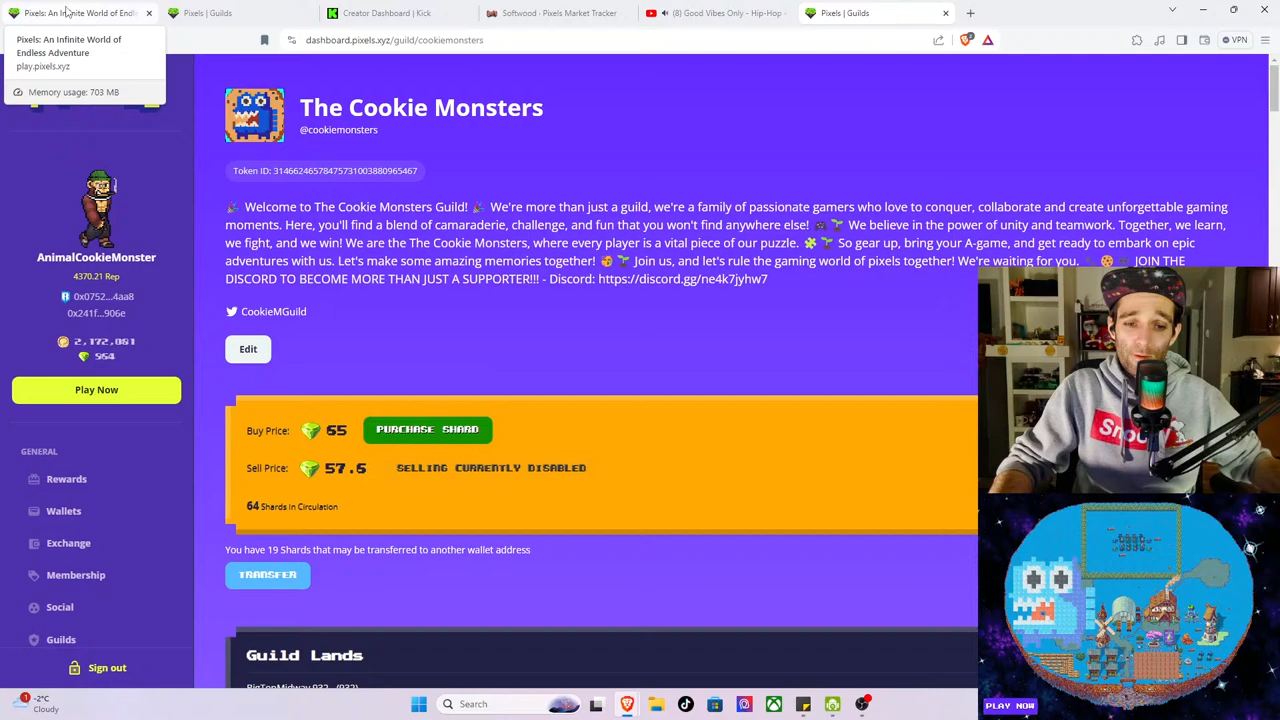 Pixels: An Infinite World of Endle
Pixels | Guilds
Creator Dashboard | Kick
Softwood · Pixels Market Tracker
(8) Good Vibes Only - Hip-Hop
Pixels | Guilds
dashboard.pixels.xyz/guild/cookiemonsters
2
VPN
Pixels: An Infinite World of
Endless Adventure
play.pixels.xyz
Memory usage: 703 MB
AnimalCookieMonster
4370.21 Rep
0x0752...4aa8
0x241f...906e
2,172,081
964
Play Now
GENERAL
Rewards
Wallets
Exchange
Membership
Social
Guilds
Sign out
The Cookie Monsters
@cookiemonsters
Token ID: 31466246578475731003880965467
🎉 Welcome to The Cookie Monsters Guild! 🎉 We're more than just a guild, we're a family of passionate gamers who love to conquer, collaborate and create unforgettable gaming
moments. Here, you'll find a blend of camaraderie, challenge, and fun that you won't find anywhere else! 🎮 🌱 We believe in the power of unity and teamwork. Together, we learn,
we fight, and we win! We are the The Cookie Monsters, where every player is a vital piece of our puzzle. 🧩 🌱 So gear up, bring your A-game, and get ready to embark on epic
adventures with us. Let's make some amazing memories together! 🥳 🌱 Join us, and let's rule the gaming world of pixels together! We're waiting for you. 🍪 JOIN THE
DISCORD TO BECOME MORE THAN JUST A SUPPORTER!!! - Discord: https://discord.gg/ne4k7jyhw7
CookieMGuild
Edit
Buy Price: 65 PURCHASE SHARD
Sell Price: 57.5 SELLING CURRENTLY DISABLED
64 Shards in Circulation
You have 19 Shards that may be transferred to another wallet address
TRANSFER
Guild Lands
PLAY NOW
1
-2°C
Cloudy
Search